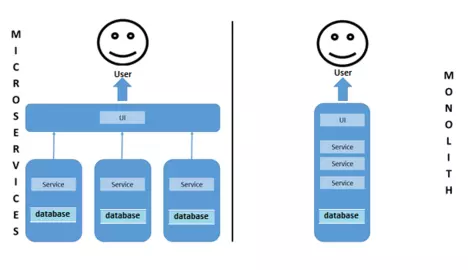 MICROSERVICES
User
UI
Service
database
Service
database
Service
database
User
UI
Service
Service
Service
database
MONOLITH